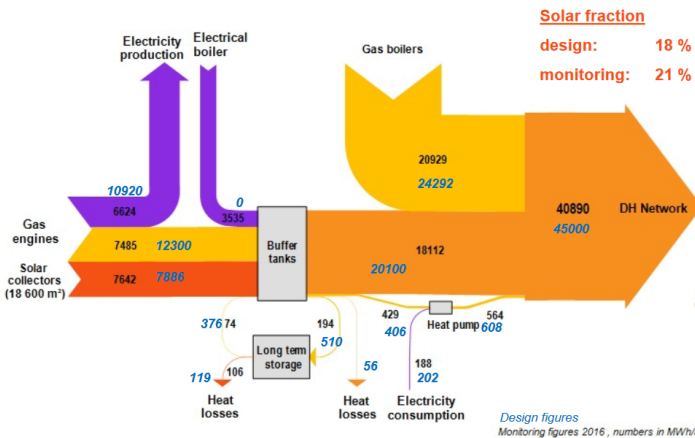 Solar fraction
design: 18 %
monitoring: 21 %
Electricity
production
Electrical
boiler
Gas boilers
10920
6624
0
3535
20929
24292
40890
45000
DH Network
Gas
engines
7485
12300
Buffer
tanks
18112
20100
Solar
collectors
(18 600 m²)
7642
7886
376
74
194
510
429
406
Heat pump
564
608
Long term
storage
119
106
56
188
202
Heat
losses
Heat
losses
Electricity
consumption
Design figures
Monitoring figures 2016 , numbers in MWh/